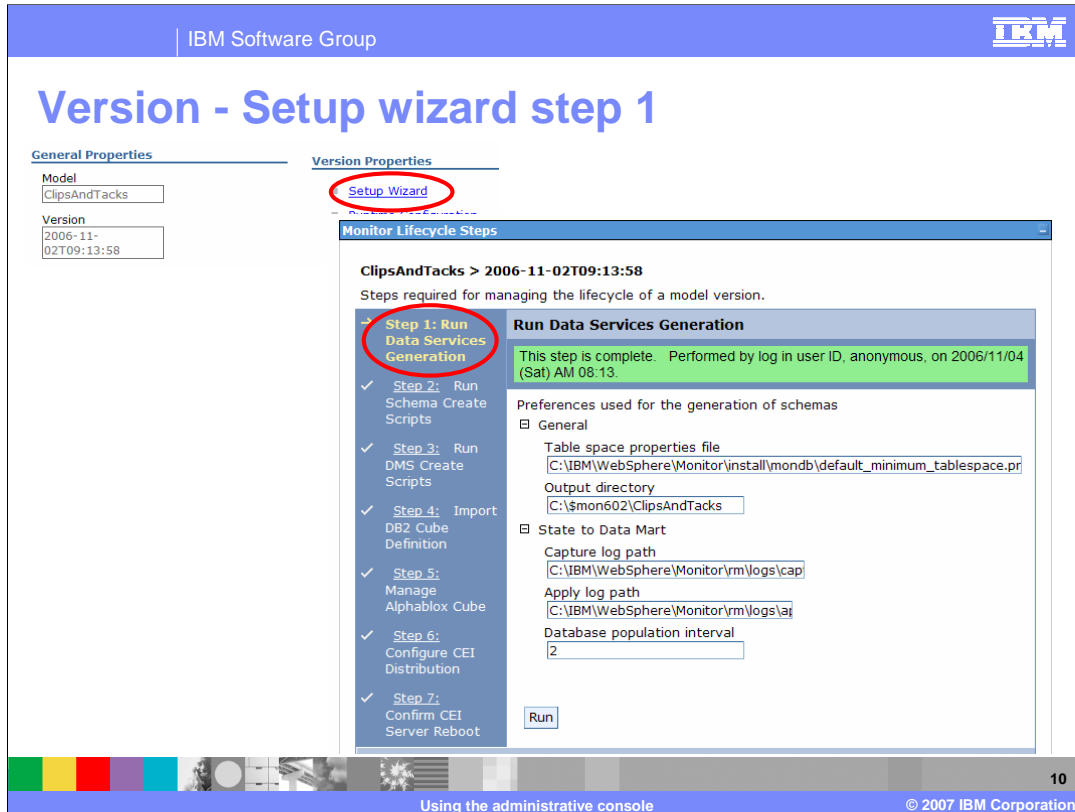 IBM Software Group
IBM
Version - Setup wizard step 1
General Properties
Model
ClipsAndTacks
Version
2006-11-
02T09:13:58
Version Properties
Setup Wizard
Runtime Configuration
Monitor Lifecycle Steps
ClipsAndTacks > 2006-11-02T09:13:58
Steps required for managing the lifecycle of a model version.
Step 1: Run
Data Services
Generation
Step 2: Run
Schema Create
Scripts
Step 3: Run
DMS Create
Scripts
Step 4: Import
DB2 Cube
Definition
Step 5:
Manage
Alphablox Cube
Step 6:
Configure CEI
Distribution
Step 7:
Confirm CEI
Server Reboot
Run Data Services Generation
This step is complete. Performed by log in user ID, anonymous, on 2006/11/04
(Sat) AM 08:13.
Preferences used for the generation of schemas
General
Table space properties file
C:\IBM\WebSphere\Monitor\install\mondb\default_minimum_tablespace.pr
Output directory
C:\$mon602\ClipsAndTacks
State to Data Mart
Capture log path
C:\IBM\WebSphere\Monitor\rm\logs\cap
Apply log path
C:\IBM\WebSphere\Monitor\rm\logs\a
Database population interval
2
Run
10
Using the administrative console
© 2007 IBM Corporation